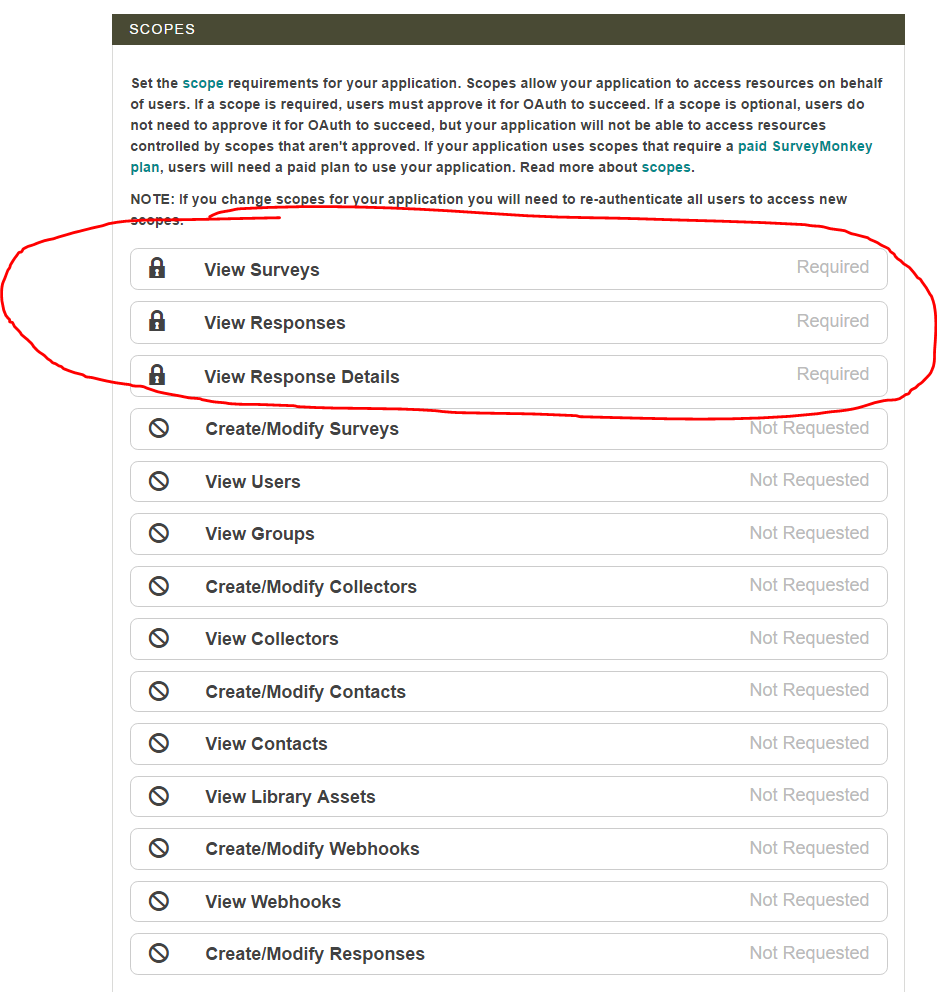 SCOPES
Set the scope requirements for your application. Scopes allow your application to access resources on behalf
of users. If a scope is required, users must approve it for OAuth to succeed. If a scope is optional, users do
not need to approve it for OAuth to succeed, but your application will not be able to access resources
controlled by scopes that aren't approved. If your application uses scopes that require a paid SurveyMonkey
plan, users will need a paid plan to use your application. Read more about scopes.
NOTE: If you change scopes for your application you will need to re-authenticate all users to access new
scopes.
View Surveys Required
View Responses Required
View Response Details Required
Create/Modify Surveys Not Requested
View Users Not Requested
View Groups Not Requested
Create/Modify Collectors Not Requested
View Collectors Not Requested
Create/Modify Contacts Not Requested
View Contacts Not Requested
View Library Assets Not Requested
Create/Modify Webhooks Not Requested
View Webhooks Not Requested
Create/Modify Responses Not Requested